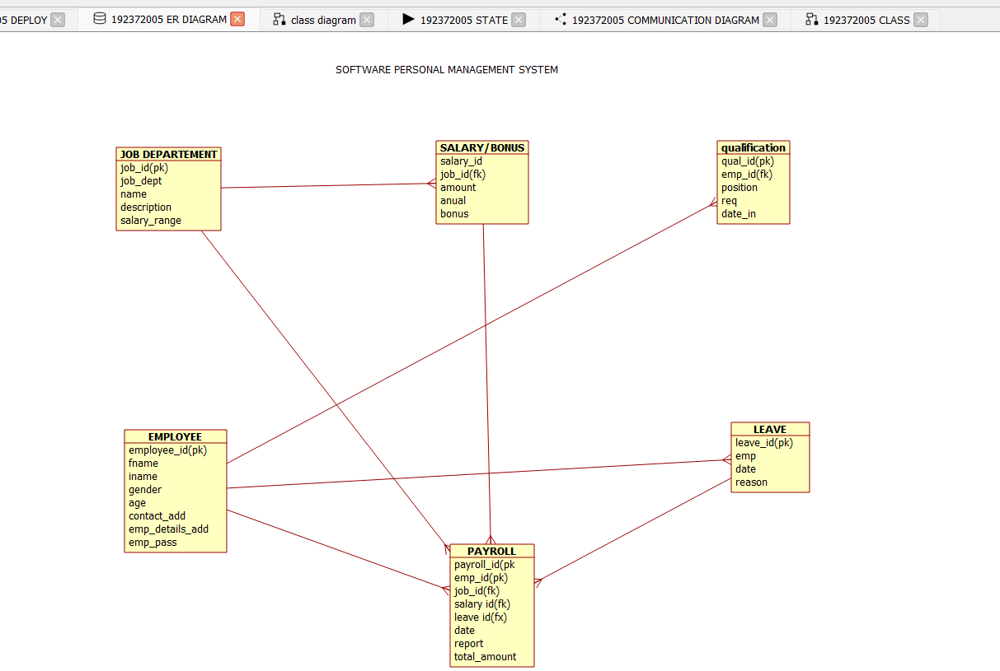 05 DEPLOY
192372005 ER DIAGRAM
class diagram
192372005 STATE
192372005 COMMUNICATION DIAGRAM
192372005 CLASS
SOFTWARE PERSONAL MANAGEMENT SYSTEM
JOB DEPARTEMENT
job_id(pk)
job_dept
name
description
salary_range
SALARY/BONUS
salary_id
job_id(fk)
amount
anual
bonus
qualification
qual_id(pk)
emp_id(fk)
position
req
date_in
EMPLOYEE
employee_id(pk)
fname
iname
gender
age
contact_add
emp_details_add
emp_pass
LEAVE
leave_id(pk)
emp
date
reason
PAYROLL
payroll_id(pk
emp_id(pk)
job_id(fk)
salary id(fk)
leave id(fx)
date
report
total_amount